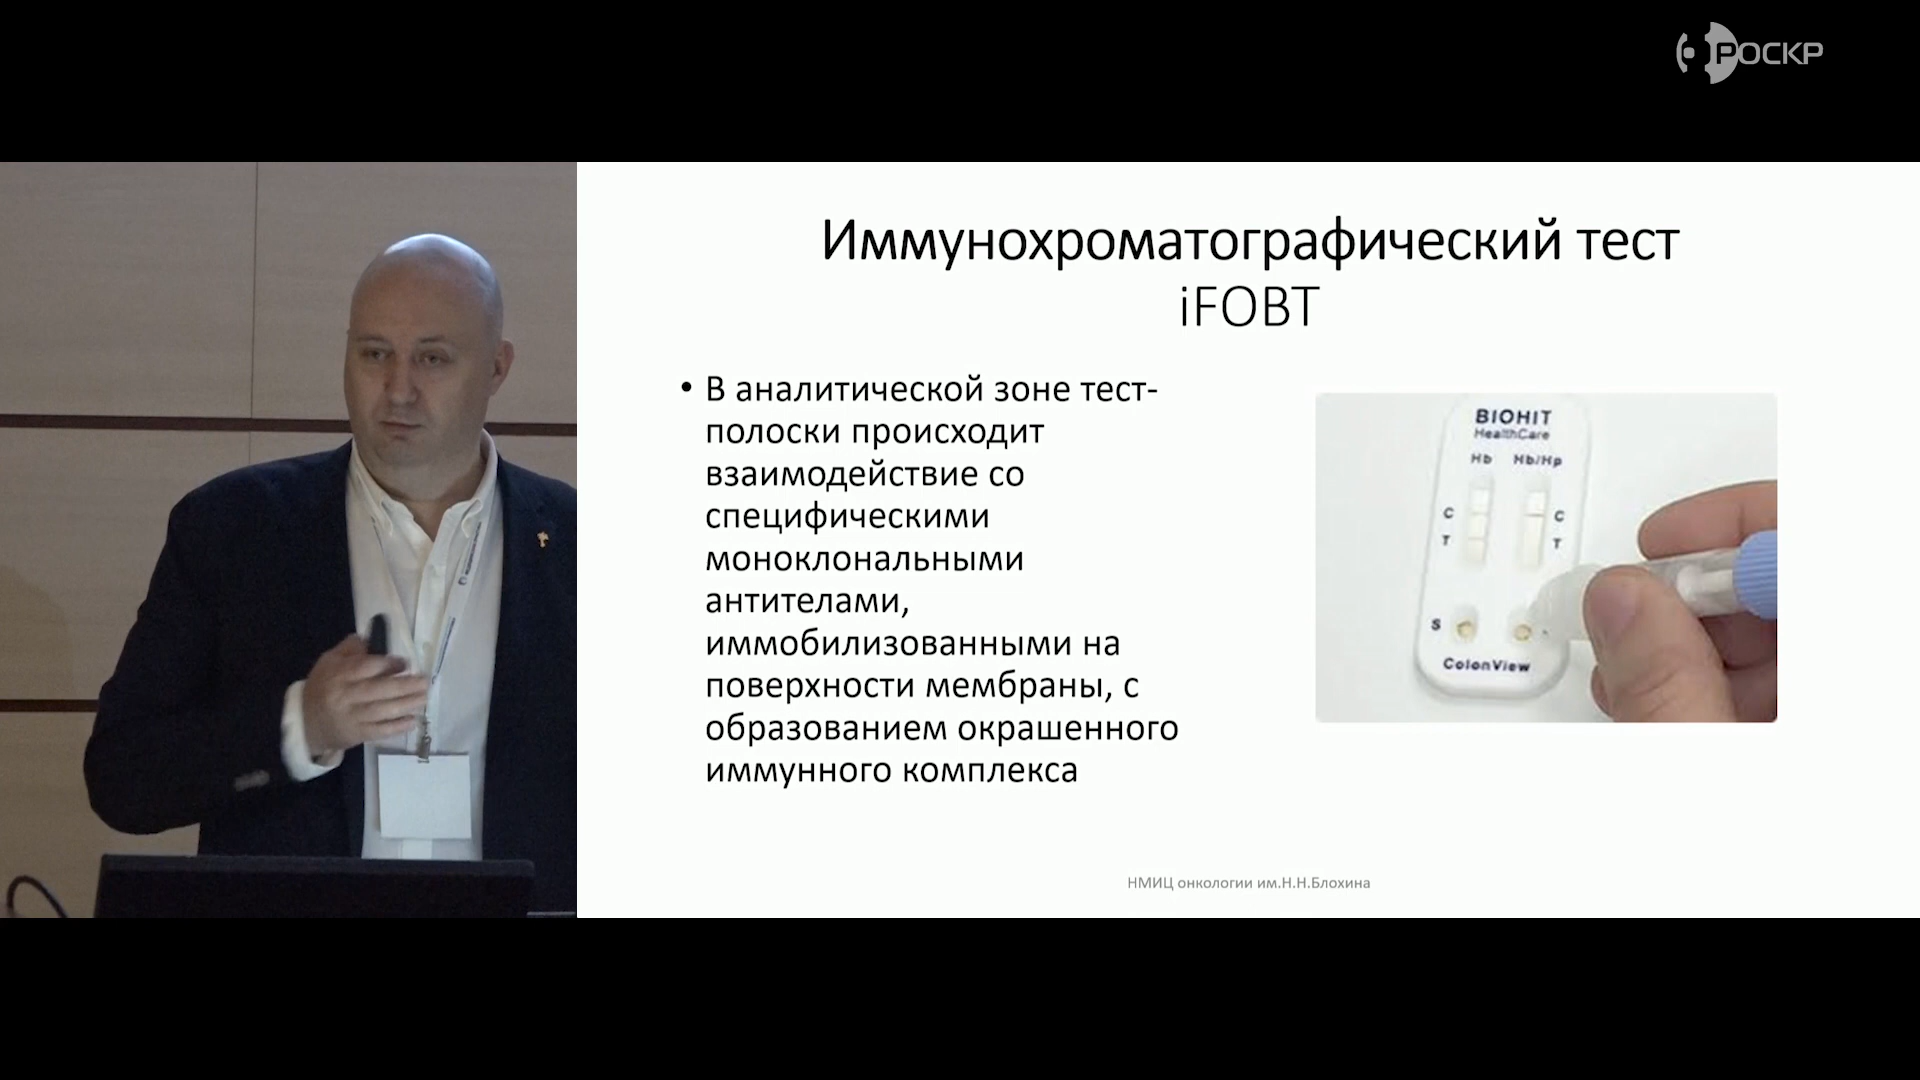 РОСКР
Иммунохроматографический тест
iFOBT
• В аналитической зоне тест-
полоски происходит
взаимодействие со
специфическими
моноклональными
антителами,
иммобилизованными на
поверхности мембраны, с
образованием окрашенного
иммунного комплекса
BIOHIT
HealthCare
Hb Hb/Hp
C C
T T
S
ColonView
НМИЦ онкологии им.Н.Н.Блохина